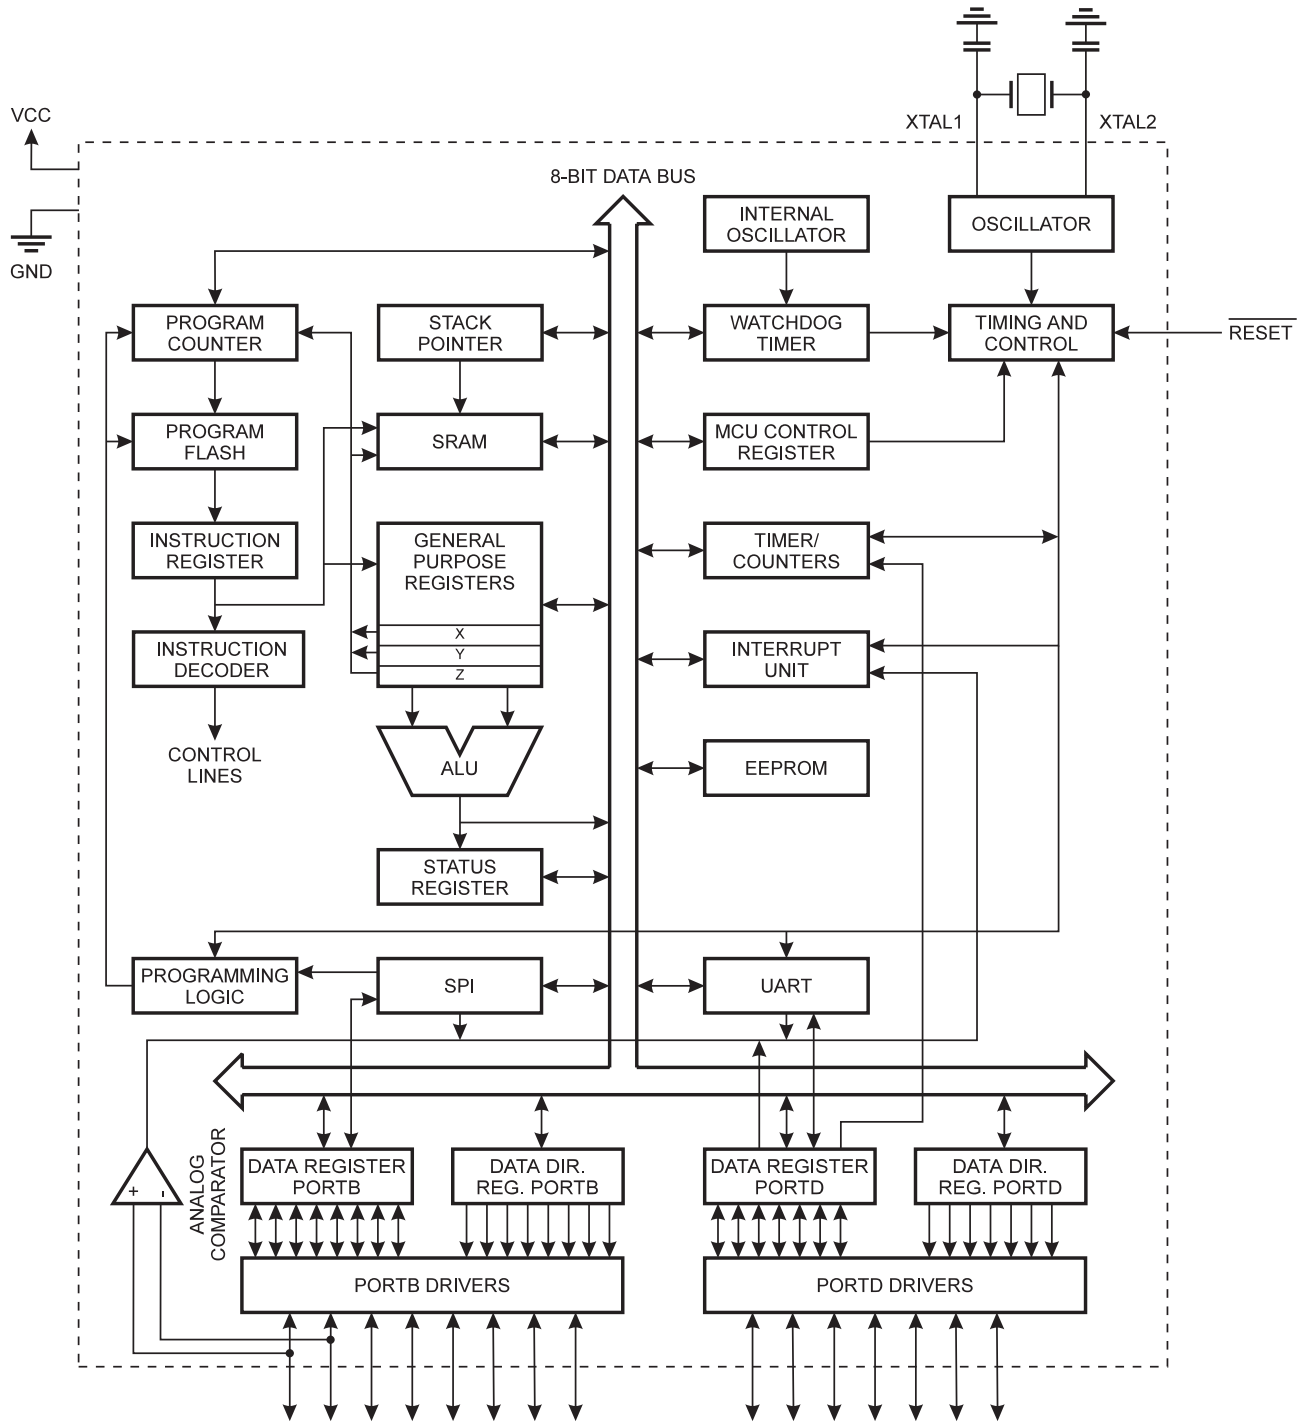 XTAL1
XTAL2
VCC
8-BIT DATA BUS
GND
INTERNAL
OSCILLATOR
OSCILLATOR
PROGRAM
COUNTER
STACK
POINTER
WATCHDOG
TIMER
TIMING AND
CONTROL
RESET
PROGRAM
FLASH
SRAM
MCU CONTROL
REGISTER
INSTRUCTION
REGISTER
GENERAL
PURPOSE
REGISTERS
X
Y
Z
TIMER/
COUNTERS
INSTRUCTION
DECODER
INTERRUPT
UNIT
CONTROL
LINES
ALU
EEPROM
STATUS
REGISTER
PROGRAMMING
LOGIC
SPI
UART
ANALOG
COMPARATOR
+ -
DATA REGISTER
PORTB
DATA DIR.
REG. PORTB
DATA REGISTER
PORTD
DATA DIR.
REG. PORTD
PORTB DRIVERS
PORTD DRIVERS